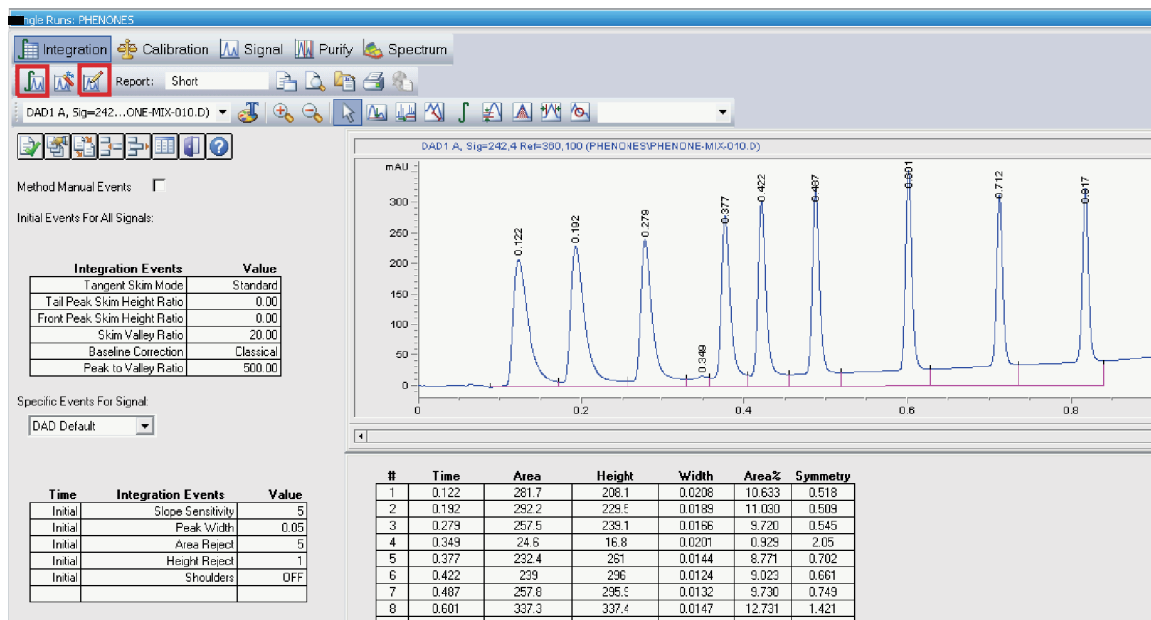 ngle Runs: PHENONES
Integration Calibration Signal Purify Spectrum
Report: Short
DAD1 A, Sig=242...ONE-MIX-010.D)
Method Manual Events
Initial Events For All Signals:
Integration Events Value
Tangent Skim Mode Standard
Tail Peak Skim Height Ratio 0.00
Front Peak Skim Height Ratio 0.00
Skim Valley Ratio 20.00
Baseline Correction Classical
Peak to Valley Ratio 500.00
Specific Events For Signal:
DAD Default
Time Integration Events Value
Initial Slope Sensitivity 5
Initial Peak Width 0.05
Initial Area Reject 5
Initial Height Reject 1
Initial Shoulders OFF
DAD1 A, Sig=242,4 Ref=360,100 (PHENONES\PHENONE-MIX-010.D)
mAU
300
250
200
150
100
50
0
0.122
0.192
0.279
0.349
0.377
0.422
0.487
0.601
0.712
0.817
0 0.2 0.4 0.6 0.8
# Time Area Height Width Area% Symmetry
1 0.122 281.7 208.1 0.0208 10.633 0.518
2 0.192 292.2 229.5 0.0189 11.030 0.509
3 0.279 257.5 239.1 0.0166 9.720 0.545
4 0.349 24.6 16.8 0.0201 0.929 2.05
5 0.377 232.4 261 0.0144 8.771 0.702
6 0.422 239 296 0.0124 9.023 0.661
7 0.487 257.8 295.9 0.0132 9.730 0.749
8 0.601 337.3 337.4 0.0147 12.731 1.421